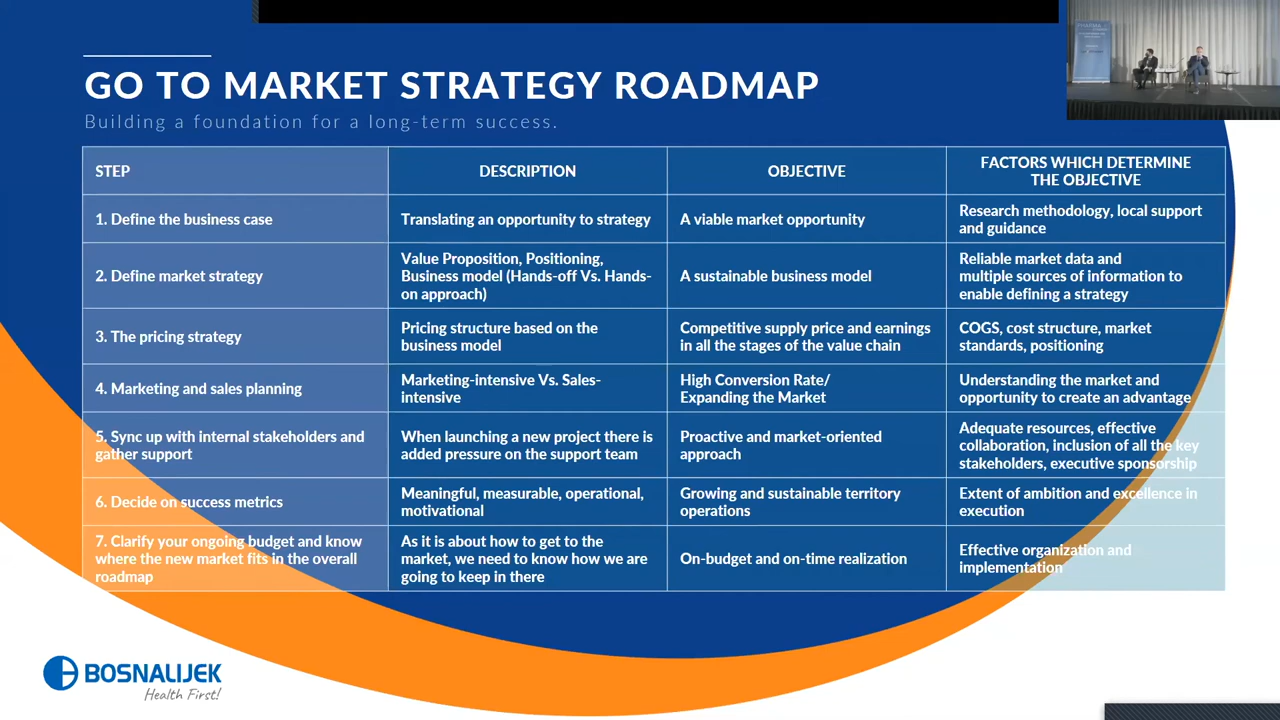 GO TO MARKET STRATEGY ROADMAP
Building a foundation for a long-term success.
STEP
DESCRIPTION
OBJECTIVE
FACTORS WHICH DETERMINE
THE OBJECTIVE
1. Define the business case
Translating an opportunity to strategy
A viable market opportunity
Research methodology, local support
and guidance
2. Define market strategy
Value Proposition, Positioning,
Business model (Hands-off Vs. Hands-
on approach)
A sustainable business model
Reliable market data and
multiple sources of information to
enable defining a strategy
3. The pricing strategy
Pricing structure based on the
business model
Competitive supply price and earnings
in all the stages of the value chain
COGS, cost structure, market
standards, positioning
4. Marketing and sales planning
Marketing-intensive Vs. Sales-
intensive
High Conversion Rate/
Expanding the Market
Understanding the market and
opportunity to create an advantage
5. Sync up with internal stakeholders and
gather support
When launching a new project there is
added pressure on the support team
Proactive and market-oriented
approach
Adequate resources, effective
collaboration, inclusion of all the key
stakeholders, executive sponsorship
6. Decide on success metrics
Meaningful, measurable, operational,
motivational
Growing and sustainable territory
operations
Extent of ambition and excellence in
execution
7. Clarify your ongoing budget and know
where the new market fits in the overall
roadmap
As it is about how to get to the
market, we need to know how we are
going to keep in there
On-budget and on-time realization
Effective organization and
implementation
BOSNALIJEK
Health First!